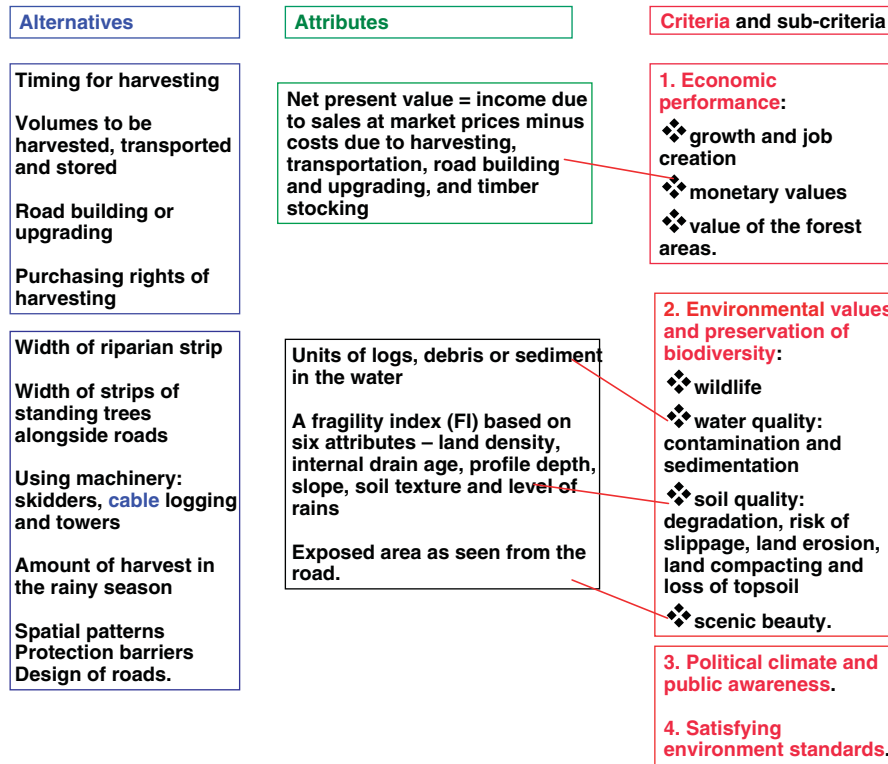 Alternatives
Timing for harvesting
Volumes to be
harvested, transported
and stored
Road building or
upgrading
Purchasing rights of
harvesting
Width of riparian strip
Width of strips of
standing trees
alongside roads
Using machinery:
skidders, cable logging
and towers
Amount of harvest in
the rainy season
Spatial patterns
Protection barriers
Design of roads.
Attributes
Net present value = income due
to sales at market prices minus
costs due to harvesting,
transportation, road building
and upgrading, and timber
stocking
Units of logs, debris or sediment
in the water
A fragility index (FI) based on
six attributes – land density,
internal drain age, profile depth,
slope, soil texture and level of
rains
Exposed area as seen from the
road.
Criteria and sub-criteria
1. Economic
performance:
❖ growth and job
creation
❖ monetary values
❖ value of the forest
areas.
2. Environmental values
and preservation of
biodiversity:
❖ wildlife
❖ water quality:
contamination and
sedimentation
❖ soil quality:
degradation, risk of
slippage, land erosion,
land compacting and
loss of topsoil
❖ scenic beauty.
3. Political climate and
public awareness.
4. Satisfying
environment standards.